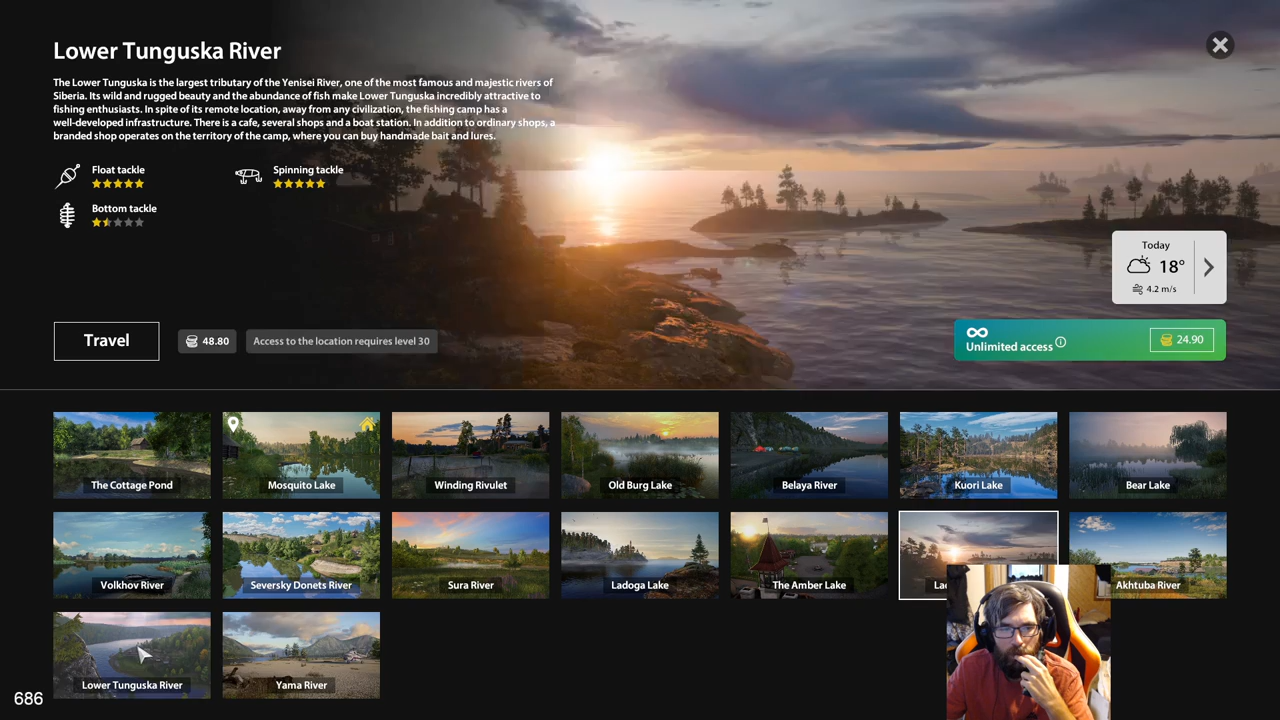 Lower Tunguska River
The Lower Tunguska is the largest tributary of the Yenisei River, one of the most famous and majestic rivers of
Siberia. Its wild and rugged beauty and the abundance of fish make Lower Tunguska incredibly attractive to
fishing enthusiasts. In spite of its remote location, away from any civilization, the fishing camp has a
well-developed infrastructure. There is a cafe, several shops and a boat station. In addition to ordinary shops, a
branded shop operates on the territory of the camp, where you can buy handmade bait and lures.
Float tackle
Spinning tackle
Bottom tackle
Today
18°
4.2 m/s
Travel
48.80
Access to the location requires level 30
Unlimited access
24.90
The Cottage Pond
Mosquito Lake
Winding Rivulet
Old Burg Lake
Belaya River
Kuori Lake
Bear Lake
Volkhov River
Seversky Donets River
Sura River
Ladoga Lake
The Amber Lake
Akhtuba River
Lower Tunguska River
Yama River
686